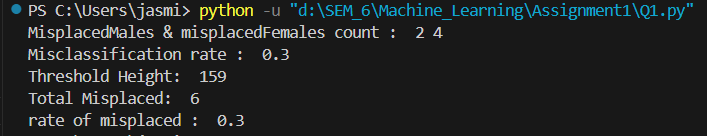 PS C:\Users\jasmi> python -u "d:\SEM_6\Machine_Learning\Assignment1\Q1.py"
MisplacedMales & misplacedFemales count :  2 4
Misclassification rate :  0.3
Threshold Height:  159
Total Misplaced:  6
rate of misplaced :  0.3